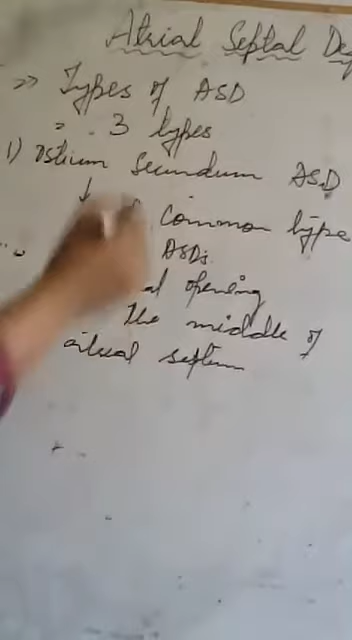 Atrial Septal De
>> Types of ASD
3 types
1) Ostium Secundum ASD
↓ common type
ASDs
al opening
the middle of
atrial septum